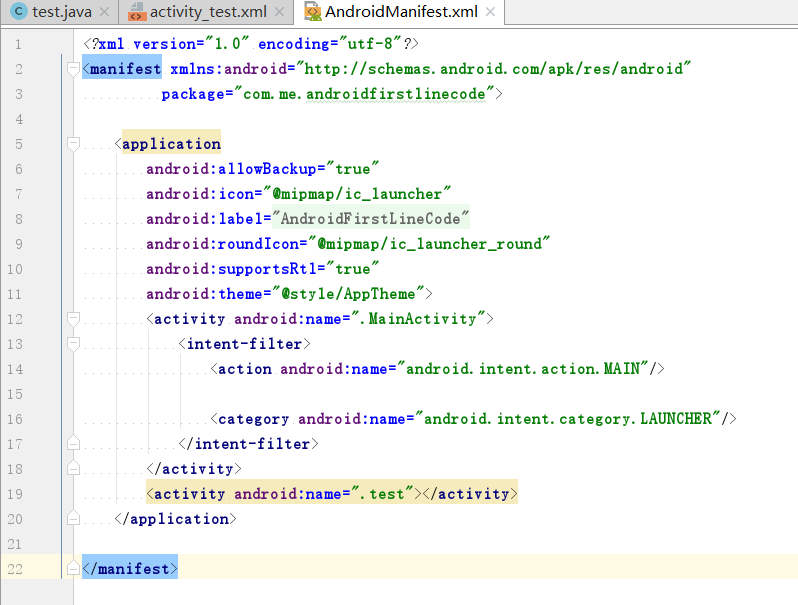 test.java activity_test.xml AndroidManifest.xml
1 <?xml version="1.0" encoding="utf-8"?>
2 <manifest xmlns:android="http://schemas.android.com/apk/res/android"
3 package="com.me.androidfirstlinecode">
4
5 <application
6 android:allowBackup="true"
7 android:icon="@mipmap/ic_launcher"
8 android:label="AndroidFirstLineCode"
9 android:roundIcon="@mipmap/ic_launcher_round"
10 android:supportsRtl="true"
11 android:theme="@style/AppTheme">
12 <activity android:name=".MainActivity">
13 <intent-filter>
14 <action android:name="android.intent.action.MAIN"/>
15
16 <category android:name="android.intent.category.LAUNCHER"/>
17 </intent-filter>
18 </activity>
19 <activity android:name=".test"></activity>
20 </application>
21
22 </manifest>